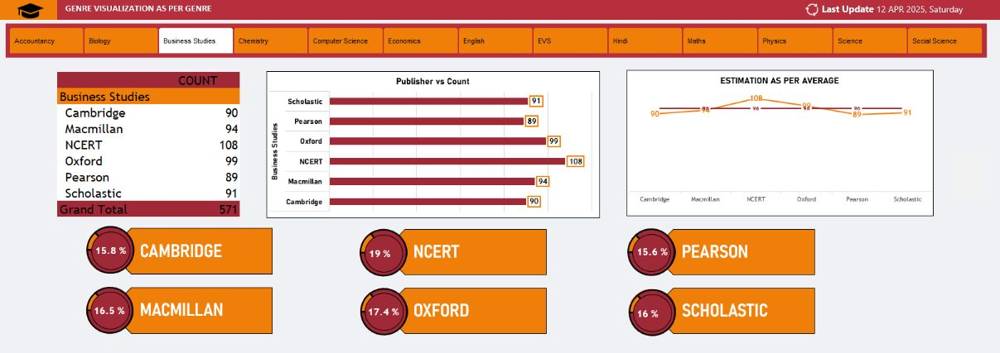 GENRE VISUALIZATION AS PER GENRE
Last Update 12 APR 2025, Saturday
Accountancy Biology Business Studies Chemistry Computer Science Economics English EVS Hindi Maths Physics Science Social Science
COUNT
Business Studies
Cambridge 90
Macmillan 94
NCERT 108
Oxford 99
Pearson 89
Scholastic 91
Grand Total 571
Publisher vs Count
Business Studies
Scholastic 91
Pearson 89
Oxford 99
NCERT 108
Macmillan 94
Cambridge 90
ESTIMATION AS PER AVERAGE
90 94 108 99 89 91
96 96 96 96
Cambridge Macmillan NCERT Oxford Pearson Scholastic
15.8 % CAMBRIDGE
19 % NCERT
15.6 % PEARSON
16.5 % MACMILLAN
17.4 % OXFORD
16 % SCHOLASTIC